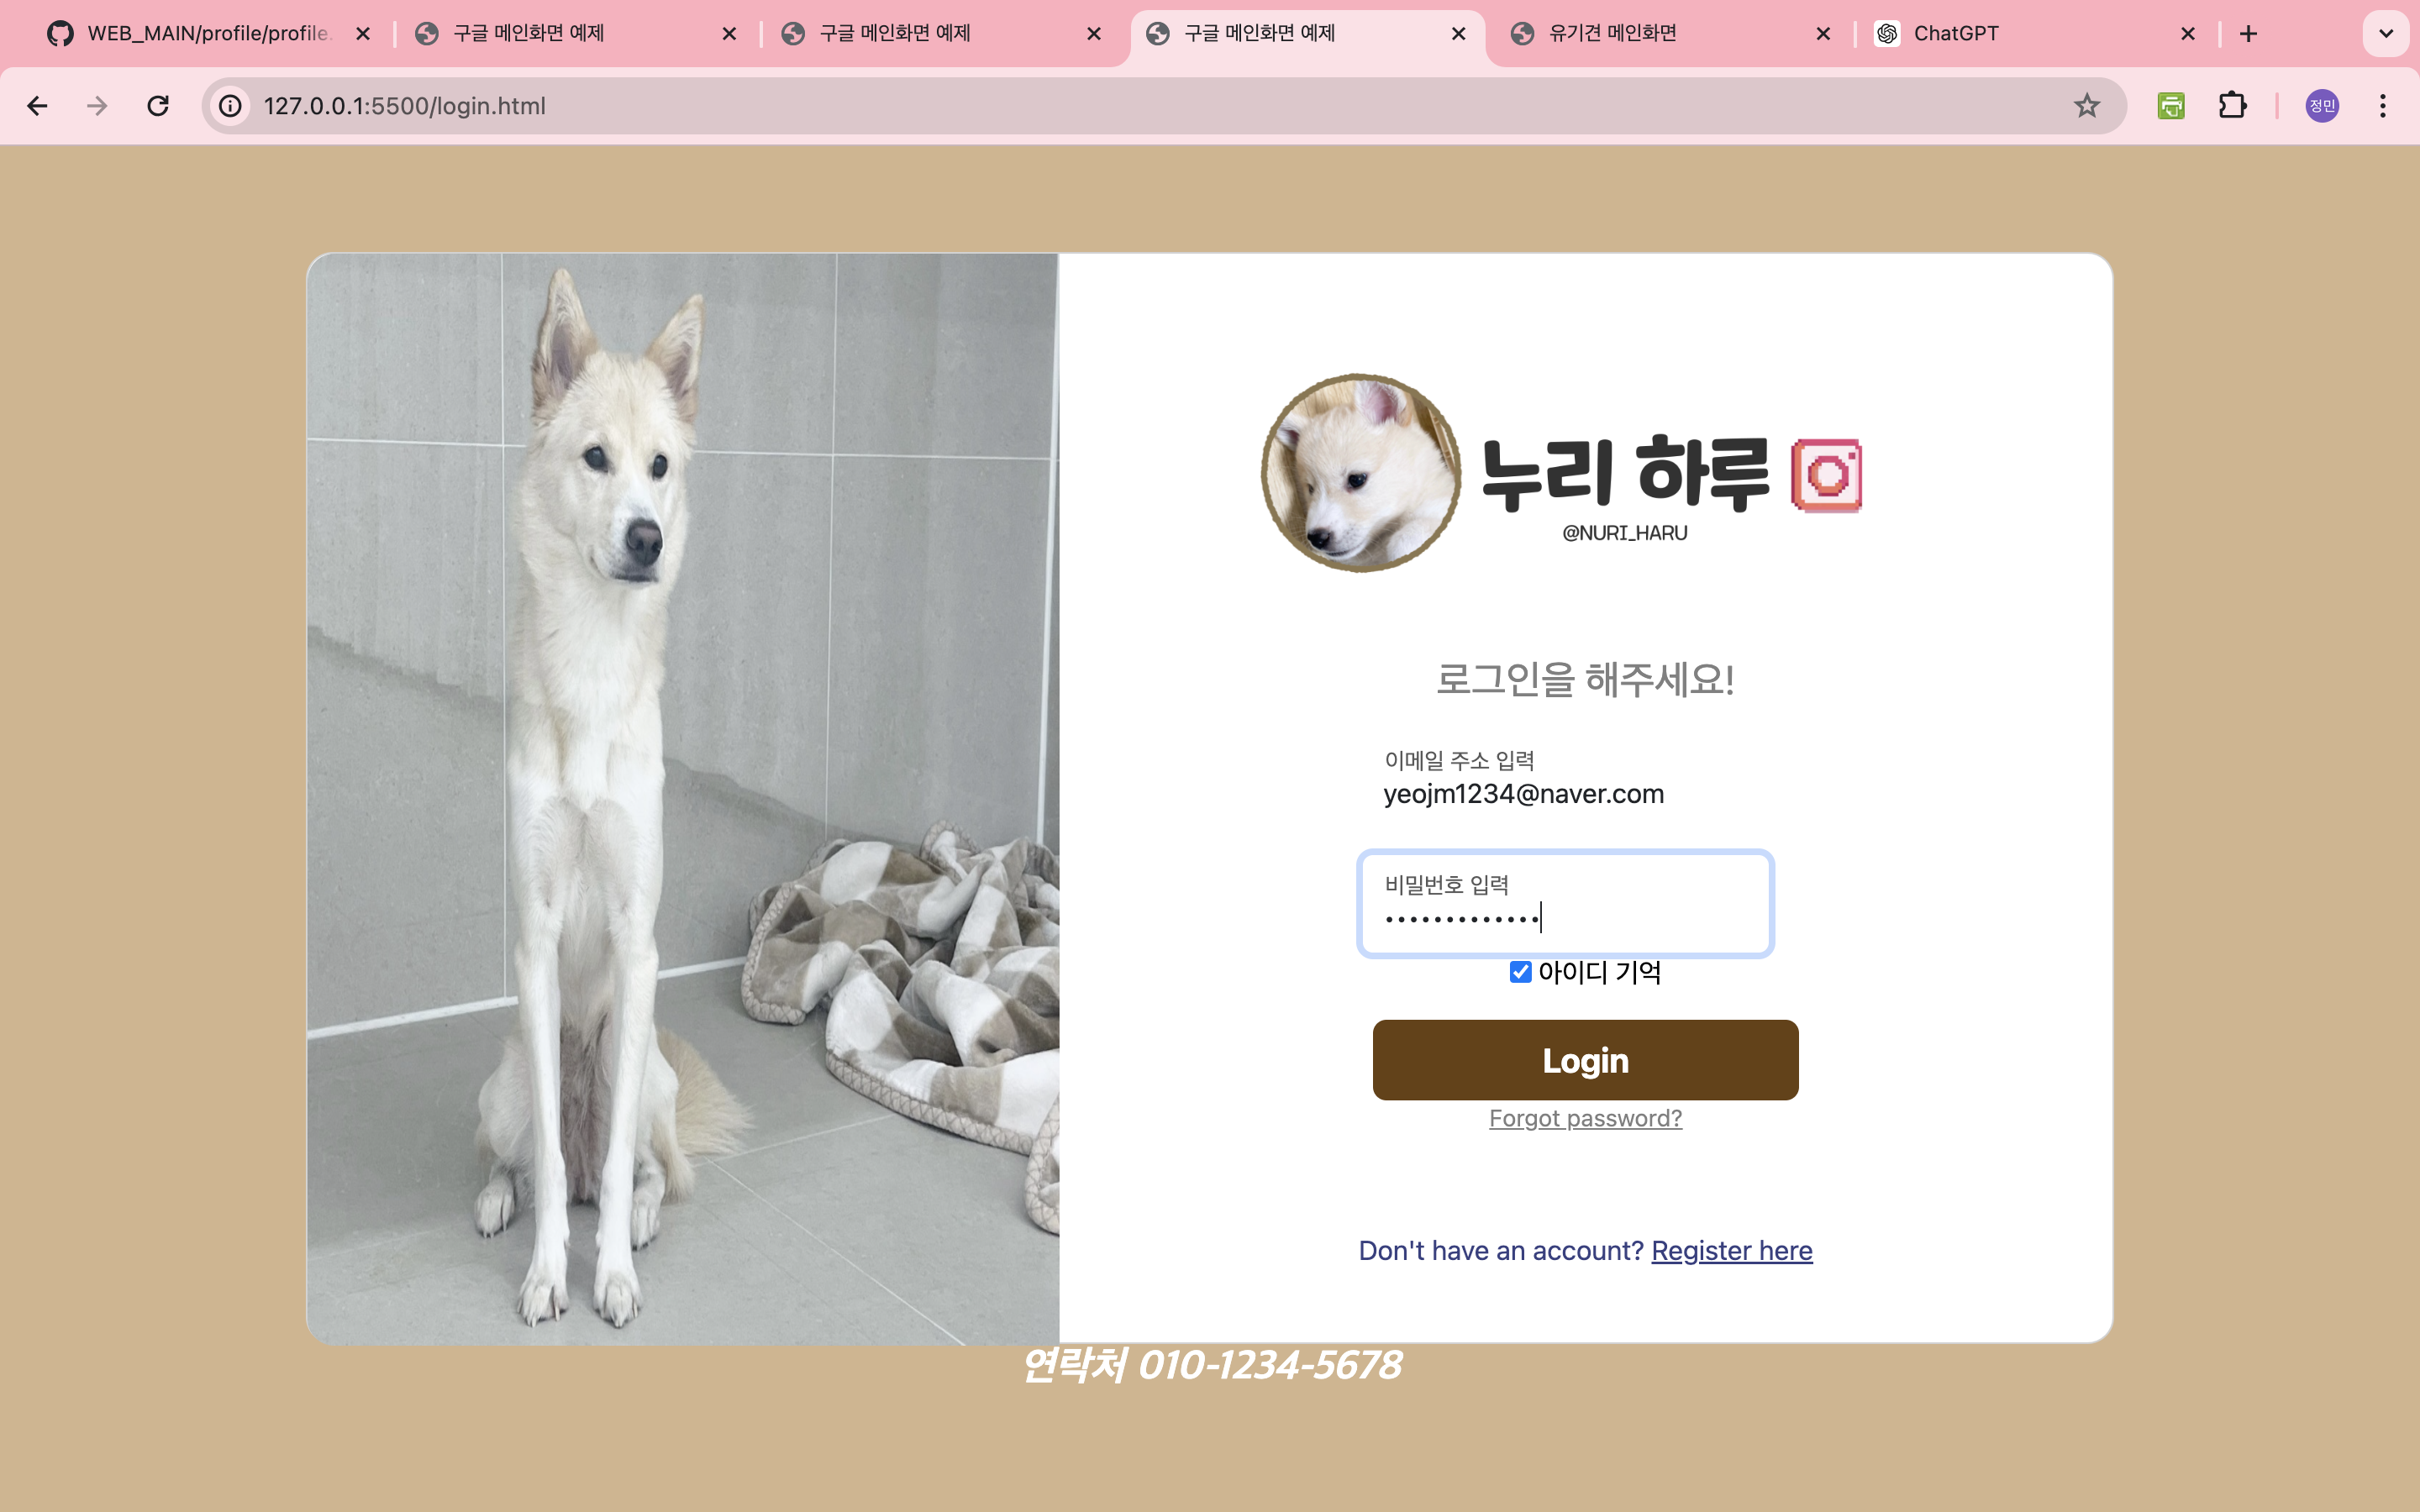 WEB_MAIN/profile/profile.
구글 메인화면 예제
구글 메인화면 예제
구글 메인화면 예제
유기견 메인화면
ChatGPT
127.0.0.1:5500/login.html
정민
누리 하루
@NURI_HARU
로그인을 해주세요!
이메일 주소 입력
yeojm1234@naver.com
비밀번호 입력
아이디 기억
Login
Forgot password?
Don't have an account? Register here
연락처 010-1234-5678